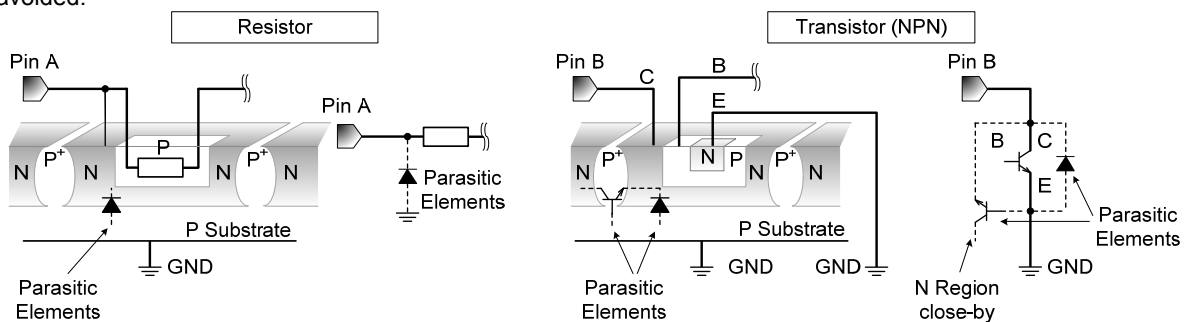 avoided.
Resistor
Pin A
P
N
P+
N
N
P+
N
P Substrate
GND
Parasitic
Elements
Pin A
Parasitic
Elements
Transistor (NPN)
Pin B
C
B
E
N
P+
N
N
P
N
P+
N
P Substrate
GND
GND
Parasitic
Elements
Pin B
B
C
E
Parasitic
Elements
GND
N Region
close-by